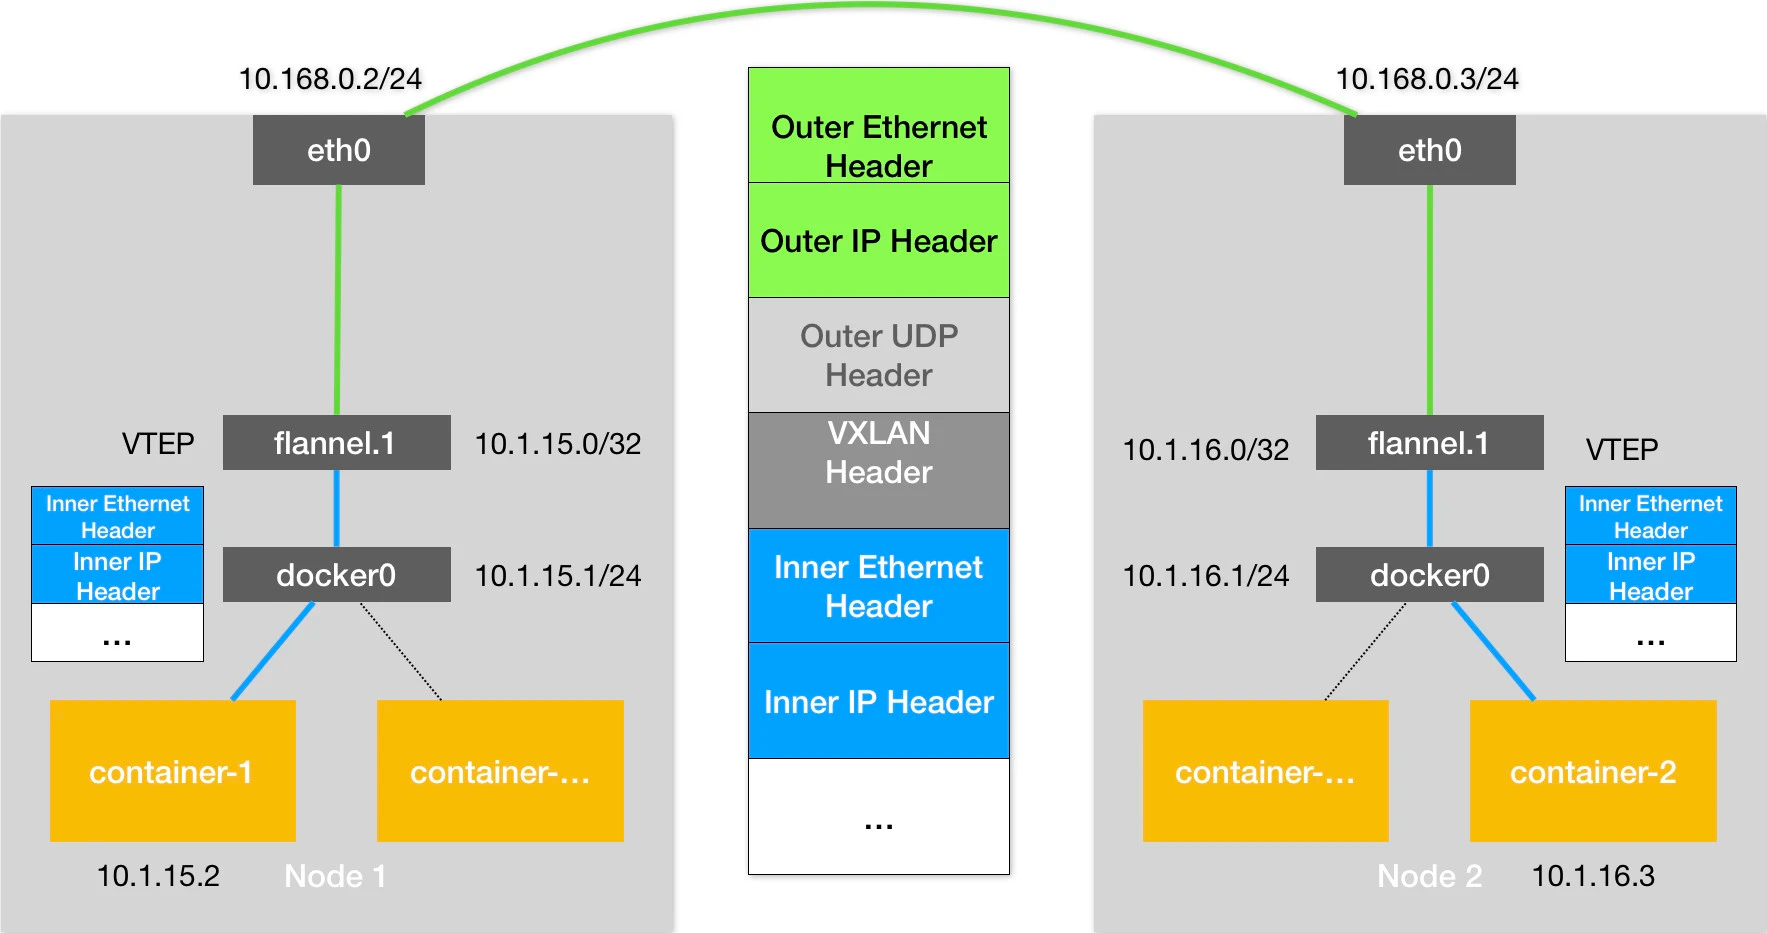 10.168.0.2/24
10.168.0.3/24
eth0
eth0
Outer Ethernet
Header
Outer IP Header
Outer UDP
Header
VXLAN
Header
Inner Ethernet
Header
Inner IP Header
...
VTEP
flannel.1
10.1.15.0/32
Inner Ethernet
Header
Inner IP
Header
...
docker0
10.1.15.1/24
container-1
container-...
10.1.15.2
Node 1
10.1.16.0/32
flannel.1
VTEP
10.1.16.1/24
docker0
Inner Ethernet
Header
Inner IP
Header
...
container-...
container-2
Node 2
10.1.16.3